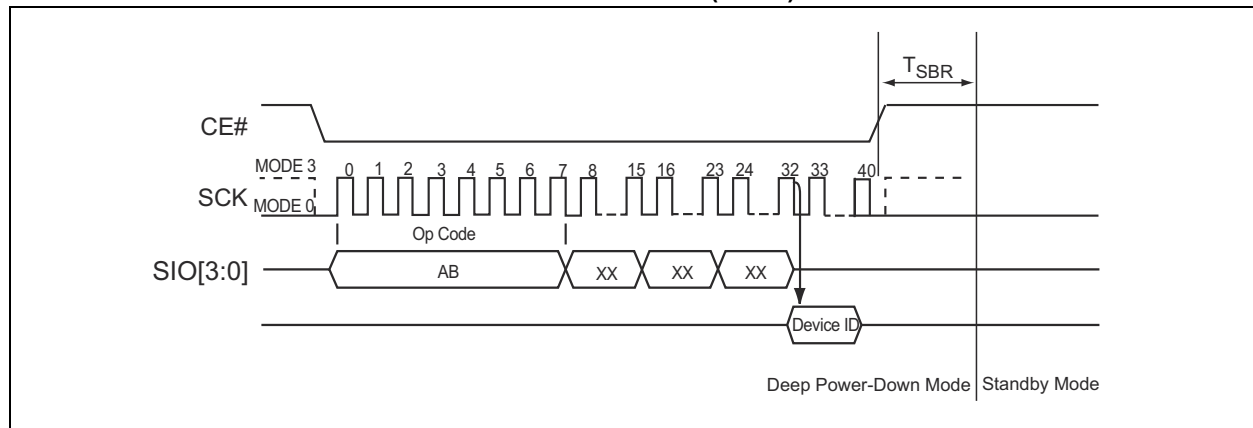 T_SBR
CE#
MODE 3
0 1 2 3 4 5 6 7 8 15 16 23 24 32 33 40
SCK
MODE 0
Op Code
SIO[3:0]
AB XX XX XX
Device ID
Deep Power-Down Mode Standby Mode